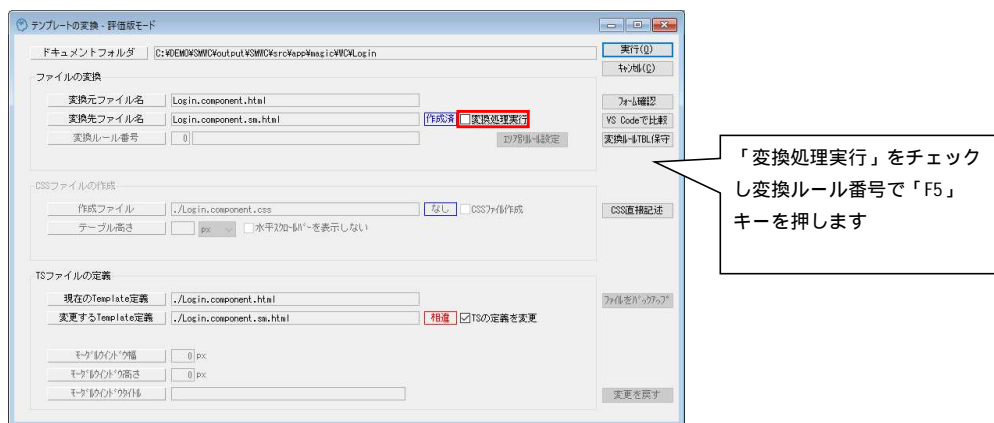 テンプレートの変換 - 評価版モード
ドキュメントフォルダ C:¥DEMO¥SMWC¥output¥SMWC¥src¥app¥magic¥WC¥Login 実行(O)
ｷｬﾝｾﾙ(C)
ファイルの変換
変換元ファイル名 Login.component.html ﾌｫｰﾑ確認
変換先ファイル名 Login.component.sm.html 作成済 変換処理実行 VS Codeで比較
変換ルール番号 0 ｴﾘｱ別ﾙｰﾙ設定 変換ﾙｰﾙTBL保守
「変換処理実行」をチェック
し変換ルール番号で「F5」
キーを押します
CSSファイルの作成
作成ファイル ./Login.component.css なし CSSﾌｧｲﾙ作成 CSS直接記述
テーブル高さ px 水平ｽｸﾛｰﾙﾊﾞｰを表示しない
TSファイルの定義
現在のTemplate定義 ./Login.component.html ﾌｧｲﾙをﾊﾞｯｸｱｯﾌﾟ
変更するTemplate定義 ./Login.component.sm.html 相違 TSの定義を変更
ﾓｰﾀﾞﾙｳｨﾝﾄﾞｳ幅 0 px
ﾓｰﾀﾞﾙｳｨﾝﾄﾞｳ高さ 0 px
ﾓｰﾀﾞﾙｳｨﾝﾄﾞｳﾀｲﾄﾙ 変更を戻す